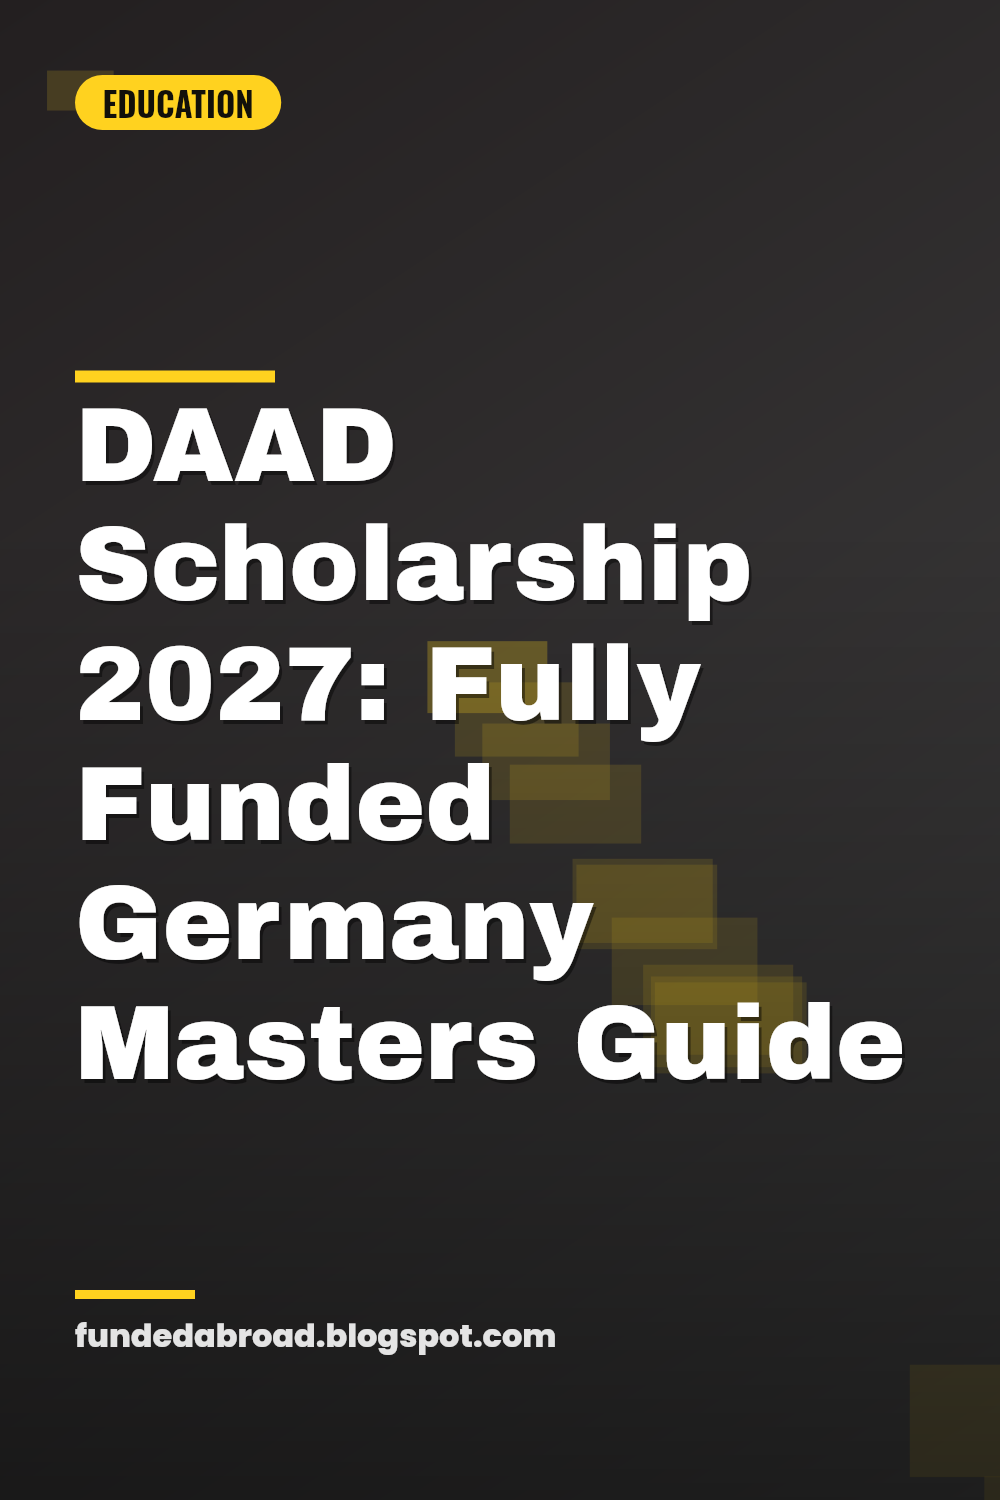 EDUCATION
DAAD
Scholarship
2027: Fully
Funded
Germany
Masters Guide
fundedabroad.blogspot.com